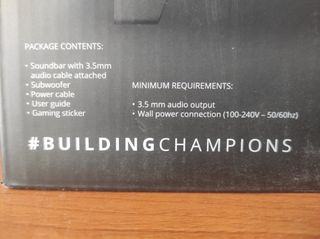 PACKAGE CONTENTS:
• Soundbar with 3.5mm
audio cable attached
• Subwoofer
• Power cable
• User guide
• Gaming sticker
MINIMUM REQUIREMENTS:
• 3.5 mm audio output
• Wall power connection (100-240V – 50/60hz)
#BUILDINGCHAMPIONS